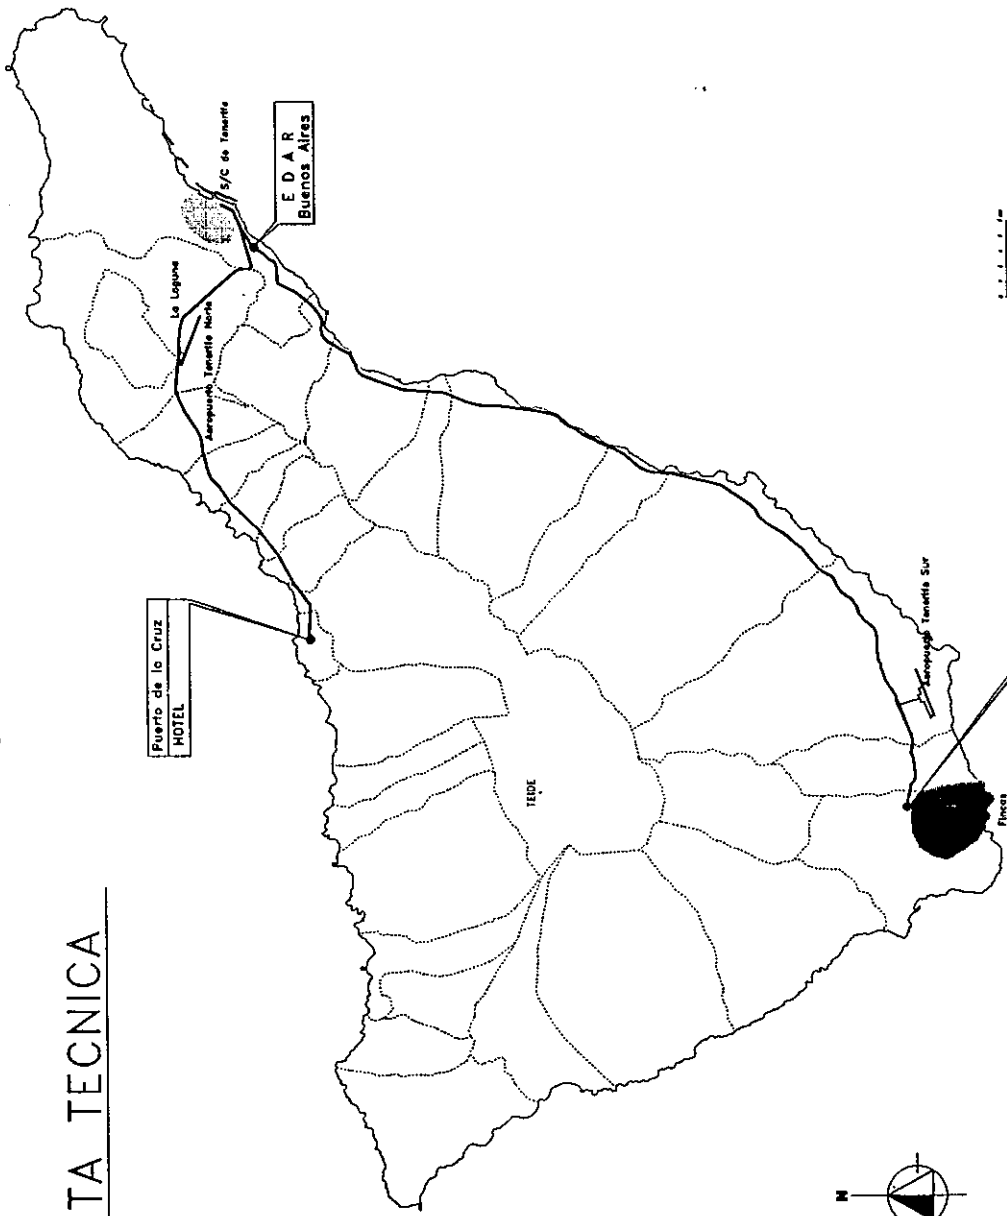 TA TECNICA
Puerto de la Cruz
HOTEL
La Laguna
Aeropuerto Tenerife Norte
S/C de Tenerife
E D A R
Buenos Aires
TEIDE
Aeropuerto Tenerife Sur
Fincas
N